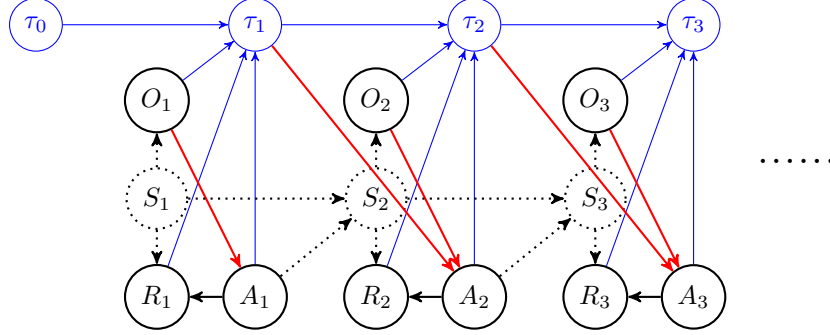 τ₀ τ₁ τ₂ τ₃
O₁ O₂ O₃
......
S₁ S₂ S₃
R₁ A₁ R₂ A₂ R₃ A₃